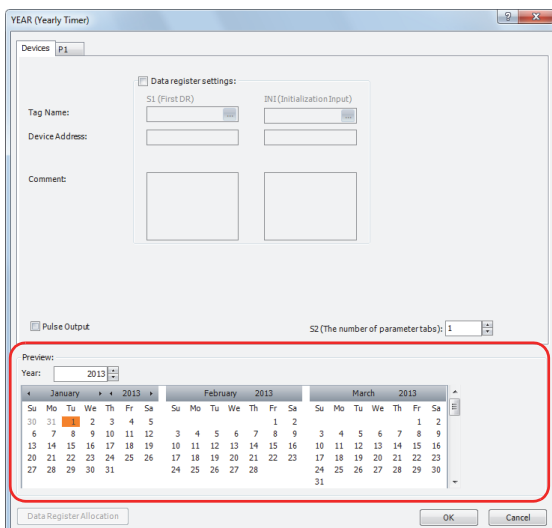 YEAR (Yearly Timer)
Devices P1
Data register settings:
S1 (First DR) INI (Initialization Input)
Tag Name: ... ...
Device Address:
Comment:
Pulse Output S2 (The number of parameter tabs): 1
Preview:
Year: 2013
January 2013 February 2013 March 2013
Su Mo Tu We Th Fr Sa Su Mo Tu We Th Fr Sa Su Mo Tu We Th Fr Sa
30 31 1 2 3 4 5 1 2 1 2
6 7 8 9 10 11 12 3 4 5 6 7 8 9 3 4 5 6 7 8 9
13 14 15 16 17 18 19 10 11 12 13 14 15 16 10 11 12 13 14 15 16
20 21 22 23 24 25 26 17 18 19 20 21 22 23 17 18 19 20 21 22 23
27 28 29 30 31 24 25 26 27 28 24 25 26 27 28 29 30
31
Data Register Allocation OK Cancel